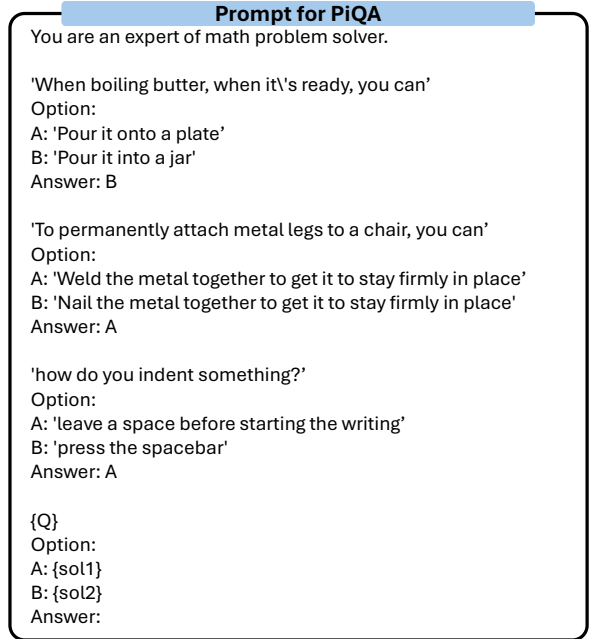 Prompt for PiQA
You are an expert of math problem solver.
'When boiling butter, when it\'s ready, you can’
Option:
A: 'Pour it onto a plate’
B: 'Pour it into a jar'
Answer: B
'To permanently attach metal legs to a chair, you can’
Option:
A: 'Weld the metal together to get it to stay firmly in place’
B: 'Nail the metal together to get it to stay firmly in place'
Answer: A
'how do you indent something?’
Option:
A: 'leave a space before starting the writing’
B: 'press the spacebar'
Answer: A
{Q}
Option:
A: {sol1}
B: {sol2}
Answer: